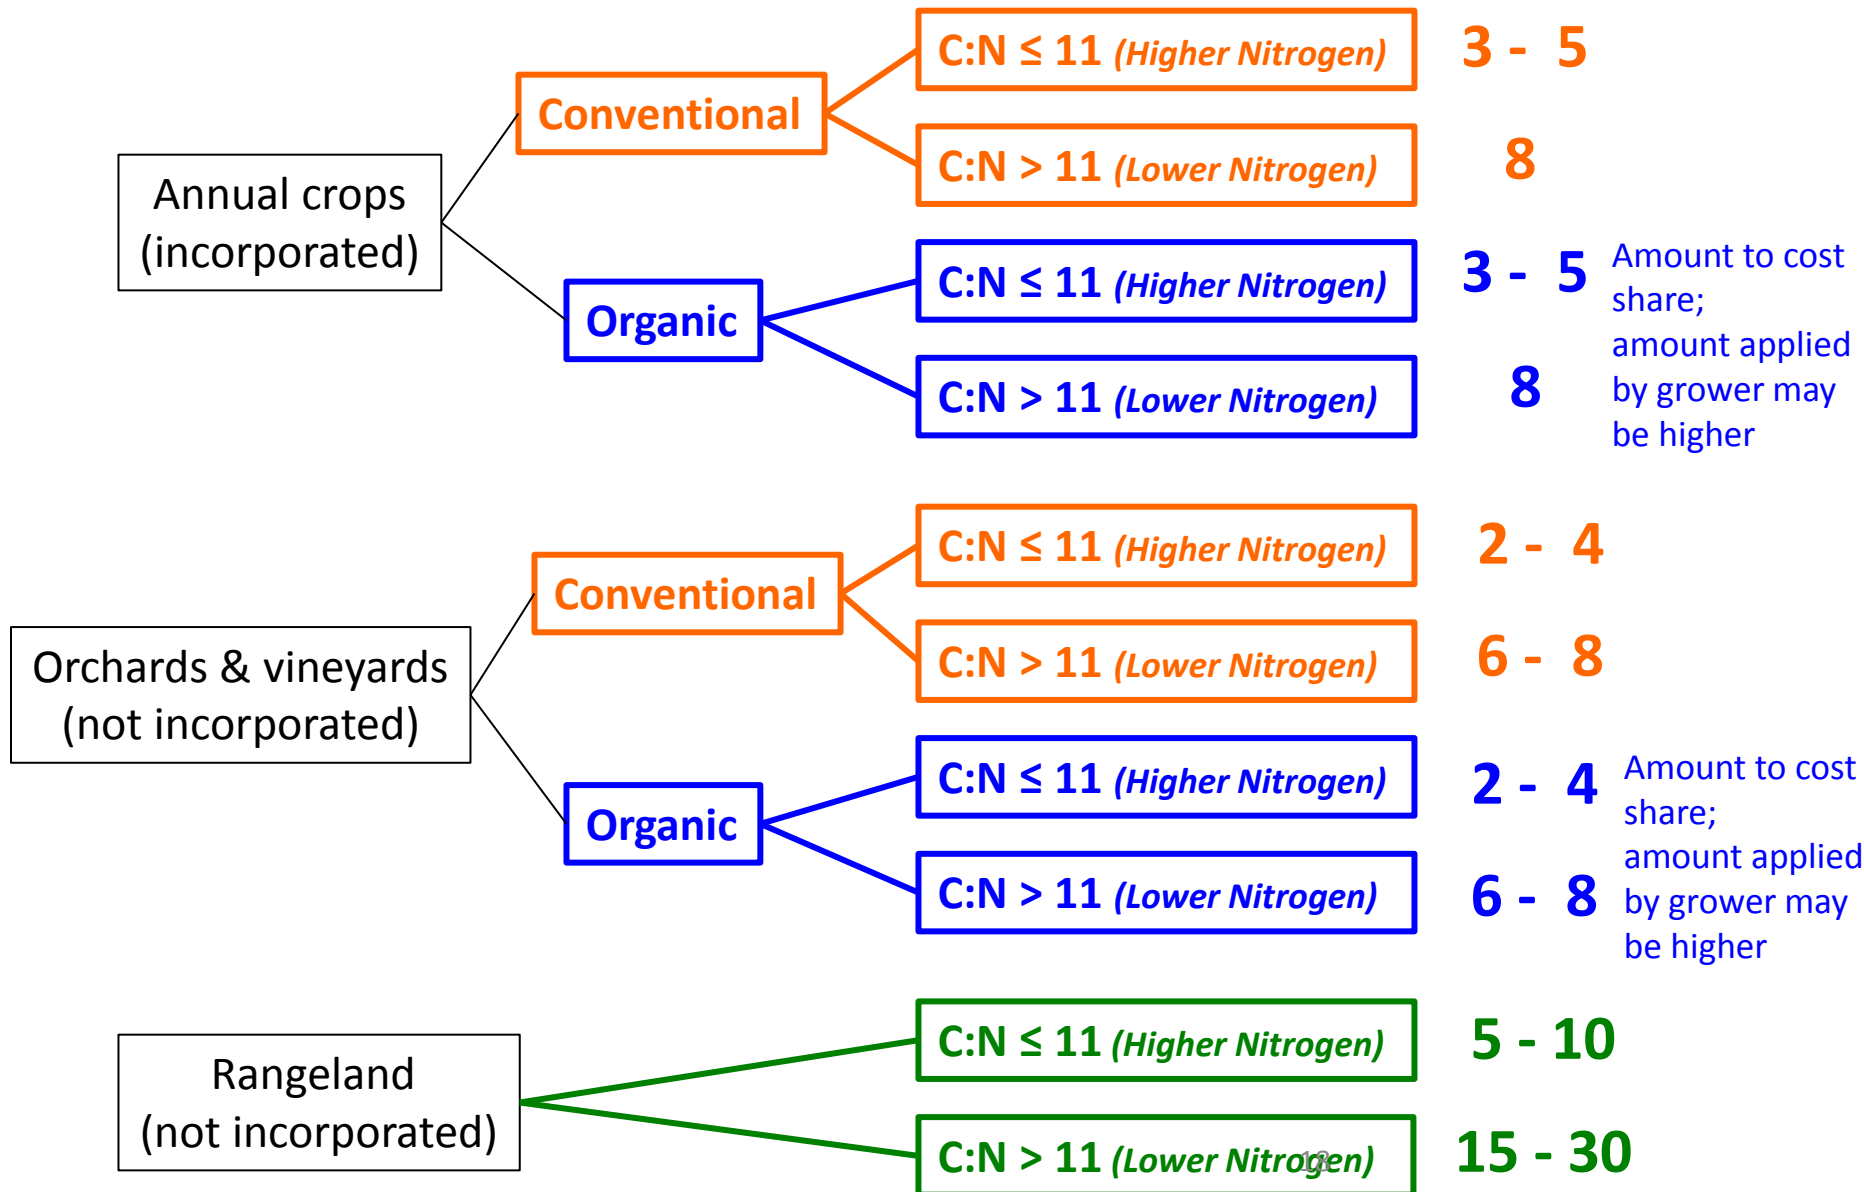 C:N ≤ 11 (Higher Nitrogen) 3 - 5
Conventional
C:N > 11 (Lower Nitrogen) 8
Annual crops
(incorporated)
C:N ≤ 11 (Higher Nitrogen) 3 - 5
Organic
C:N > 11 (Lower Nitrogen) 8
Amount to cost
share;
amount applied
by grower may
be higher
C:N ≤ 11 (Higher Nitrogen) 2 - 4
Conventional
C:N > 11 (Lower Nitrogen) 6 - 8
Orchards & vineyards
(not incorporated)
C:N ≤ 11 (Higher Nitrogen) 2 - 4
Organic
C:N > 11 (Lower Nitrogen) 6 - 8
Amount to cost
share;
amount applied
by grower may
be higher
C:N ≤ 11 (Higher Nitrogen) 5 - 10
Rangeland
(not incorporated)
C:N > 11 (Lower Nitrogen) 15 - 30
18